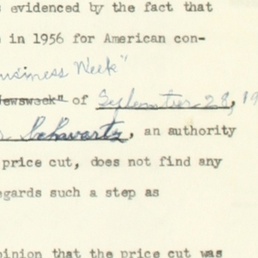 s evidenced by the fact that
e in 1956 for American con-
usiness Week"
Newsweek" of September 28, 19
Schwartz, an authority
price cut, does not find any
egards such a step as
pinion that the price cut was